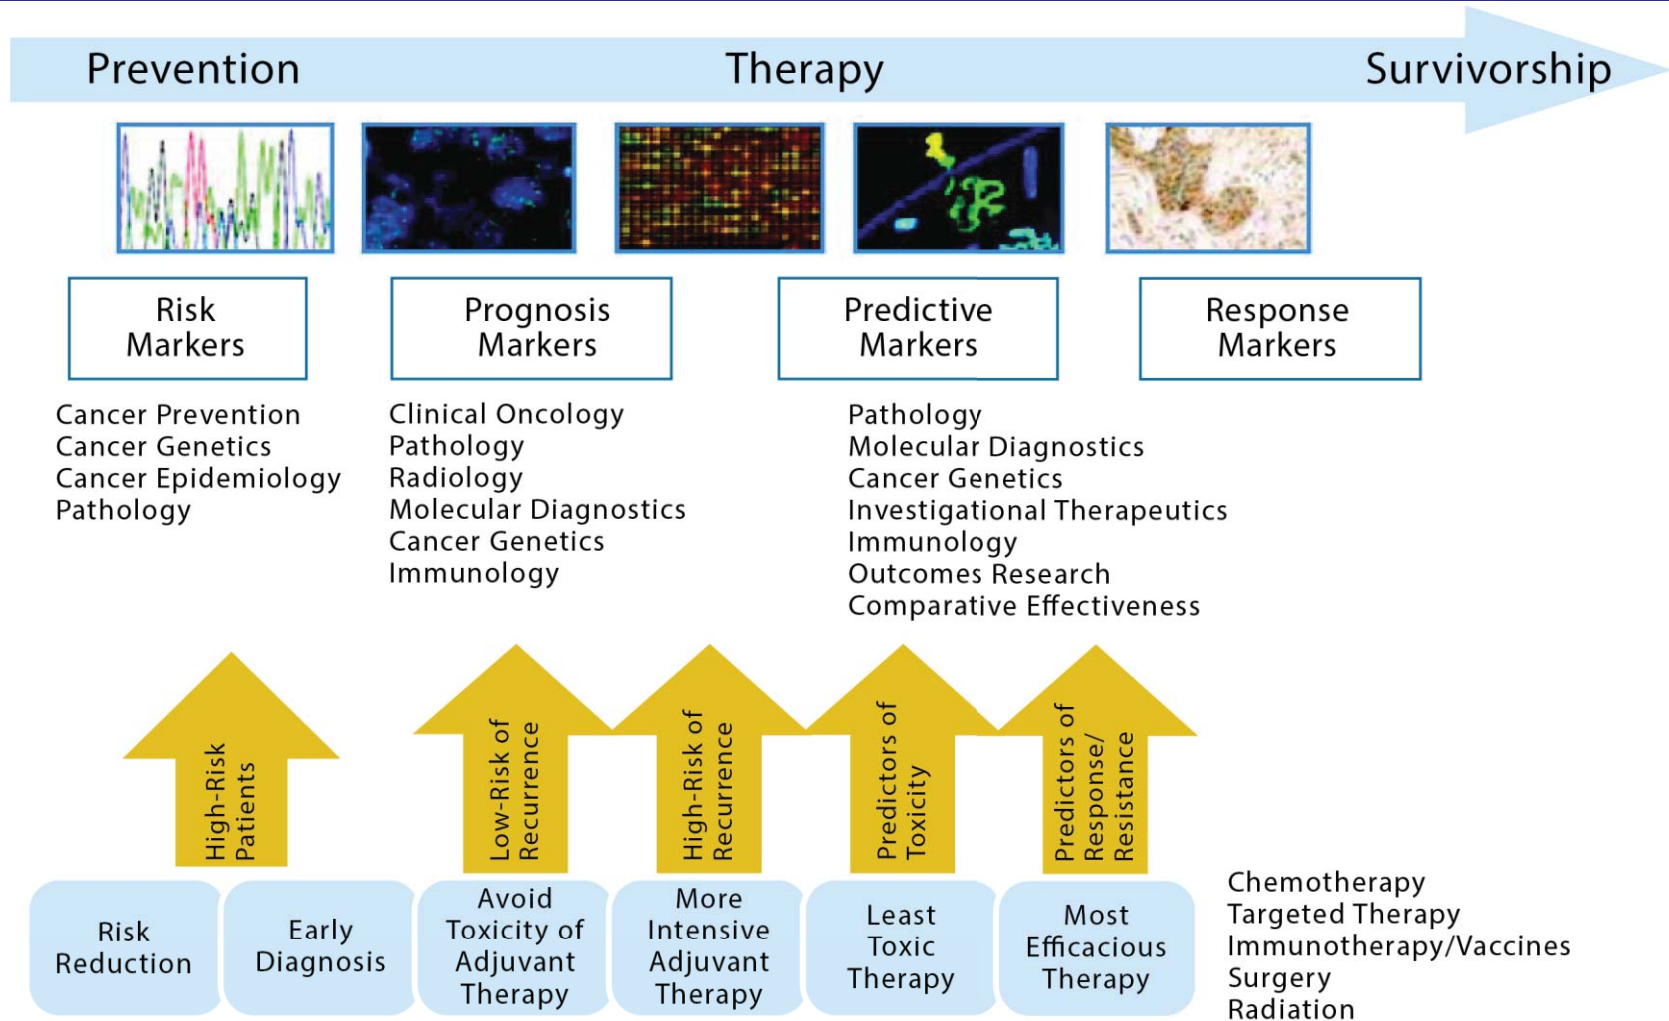 Prevention
Therapy
Survivorship
Risk
Markers
Prognosis
Markers
Predictive
Markers
Response
Markers
Cancer Prevention
Cancer Genetics
Cancer Epidemiology
Pathology
Clinical Oncology
Pathology
Radiology
Molecular Diagnostics
Cancer Genetics
Immunology
Pathology
Molecular Diagnostics
Cancer Genetics
Investigational Therapeutics
Immunology
Outcomes Research
Comparative Effectiveness
High-Risk
Patients
Low-Risk of
Recurrence
High-Risk of
Recurrence
Predictors of
Toxicity
Predictors of
Response/
Resistance
Risk
Reduction
Early
Diagnosis
Avoid
Toxicity of
Adjuvant
Therapy
More
Intensive
Adjuvant
Therapy
Least
Toxic
Therapy
Most
Efficacious
Therapy
Chemotherapy
Targeted Therapy
Immunotherapy/Vaccines
Surgery
Radiation